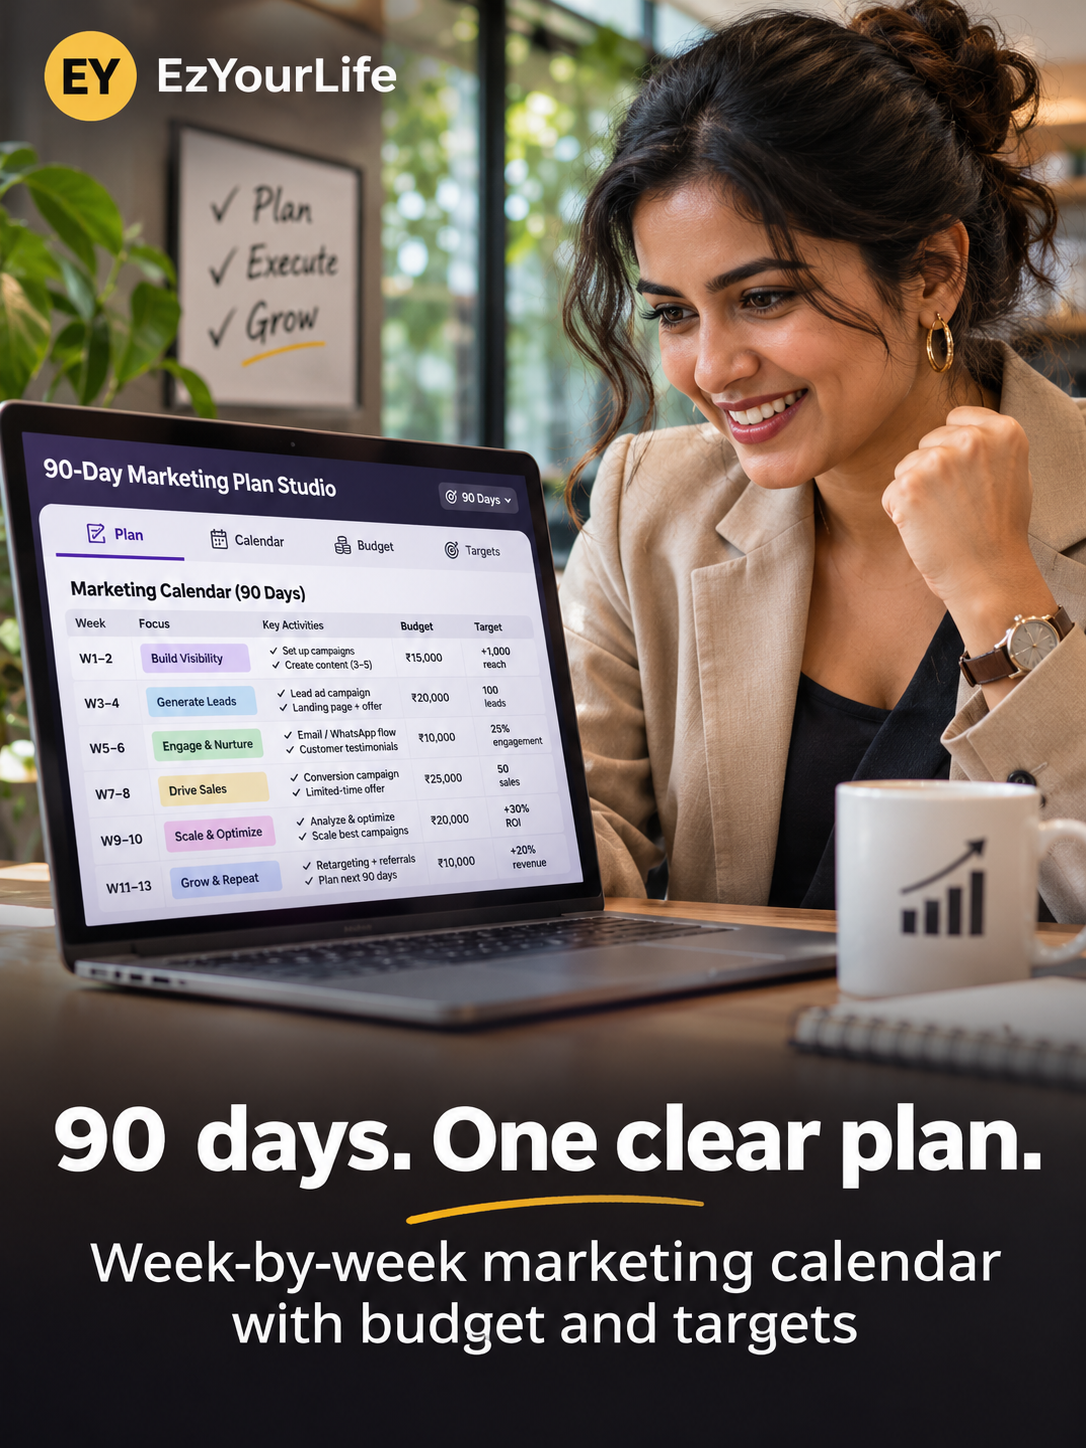 EY EzYourLife
✓ Plan
✓ Execute
✓ Grow
90-Day Marketing Plan Studio
90 Days
Plan
Calendar
Budget
Targets
Marketing Calendar (90 Days)
Week Focus Key Activities Budget Target
W1–2 Build Visibility ✓ Set up campaigns ₹15,000 +1,000
✓ Create content (3–5) reach
W3–4 Generate Leads ✓ Lead ad campaign ₹20,000 100
✓ Landing page + offer leads
W5–6 Engage & Nurture ✓ Email / WhatsApp flow ₹10,000 25%
✓ Customer testimonials engagement
W7–8 Drive Sales ✓ Conversion campaign ₹25,000 50
✓ Limited-time offer sales
W9–10 Scale & Optimize ✓ Analyze & optimize ₹20,000 +30%
✓ Scale best campaigns ROI
W11–13 Grow & Repeat ✓ Retargeting + referrals ₹10,000 +20%
✓ Plan next 90 days revenue
90 days. One clear plan.
Week-by-week marketing calendar
with budget and targets